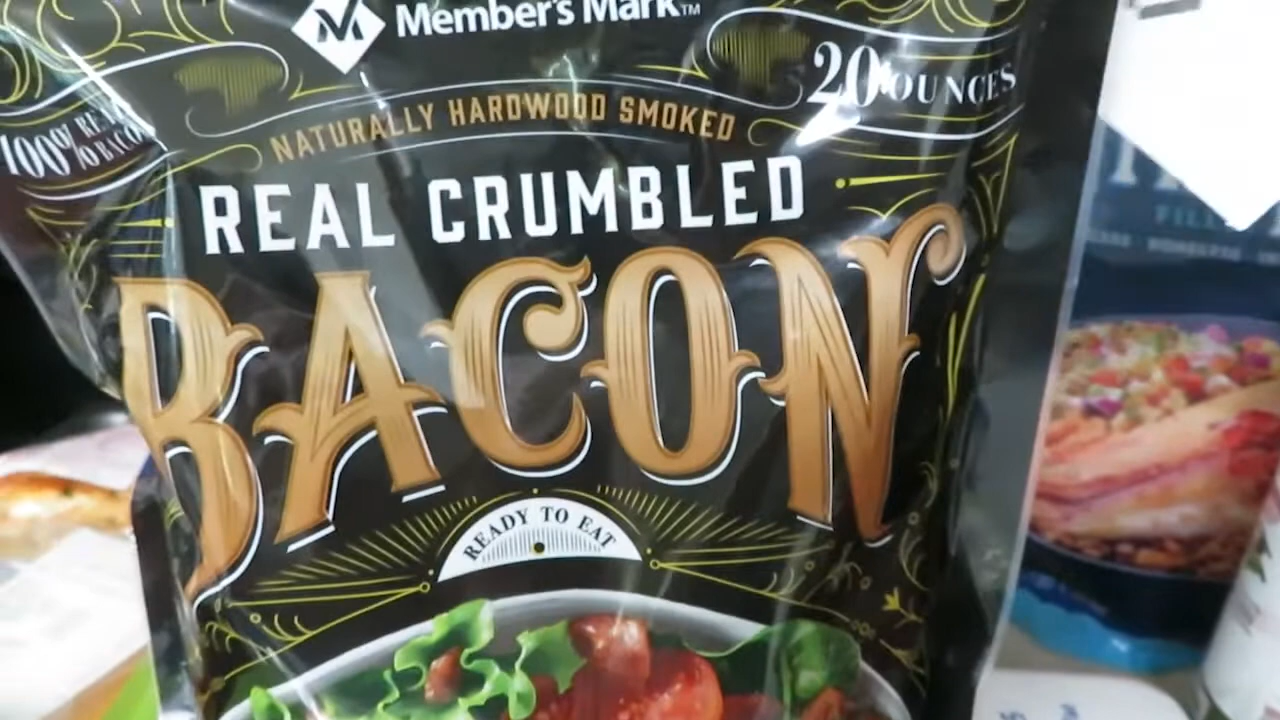 Member's Mark™
20 OUNCES
100% REAL
BACON
NATURALLY HARDWOOD SMOKED
REAL CRUMBLED
BACON
READY TO EAT